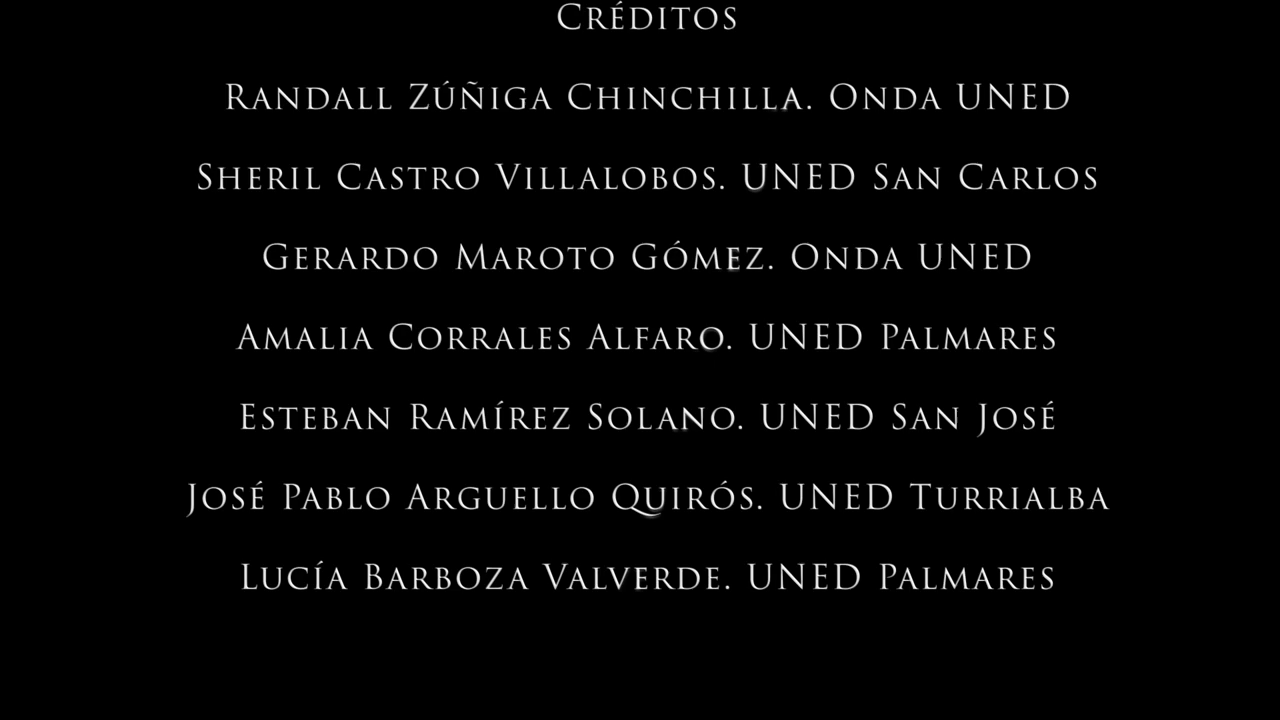 Créditos
Randall Zúñiga Chinchilla. Onda UNED
Sheril Castro Villalobos. UNED San Carlos
Gerardo Maroto Gómez. Onda UNED
Amalia Corrales Alfaro. UNED Palmares
Esteban Ramírez Solano. UNED San José
José Pablo Arguello Quirós. UNED Turrialba
Lucía Barboza Valverde. UNED Palmares